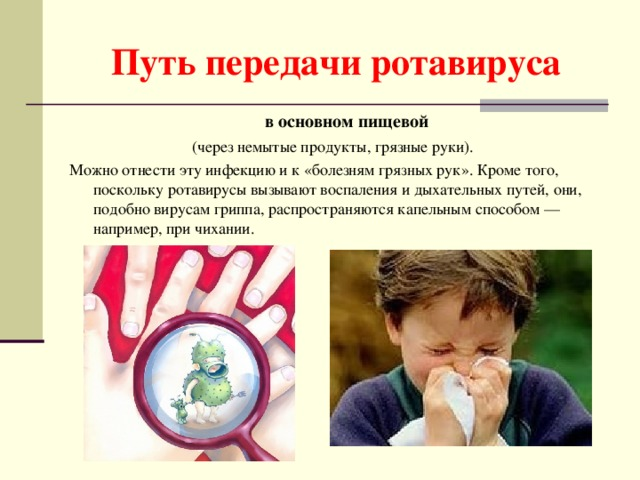 Путь передачи ротавируса
в основном пищевой
(через немытые продукты, грязные руки).
Можно отнести эту инфекцию и к «болезням грязных рук». Кроме того,
поскольку ротавирусы вызывают воспаления и дыхательных путей, они,
подобно вирусам гриппа, распространяются капельным способом —
например, при чихании.